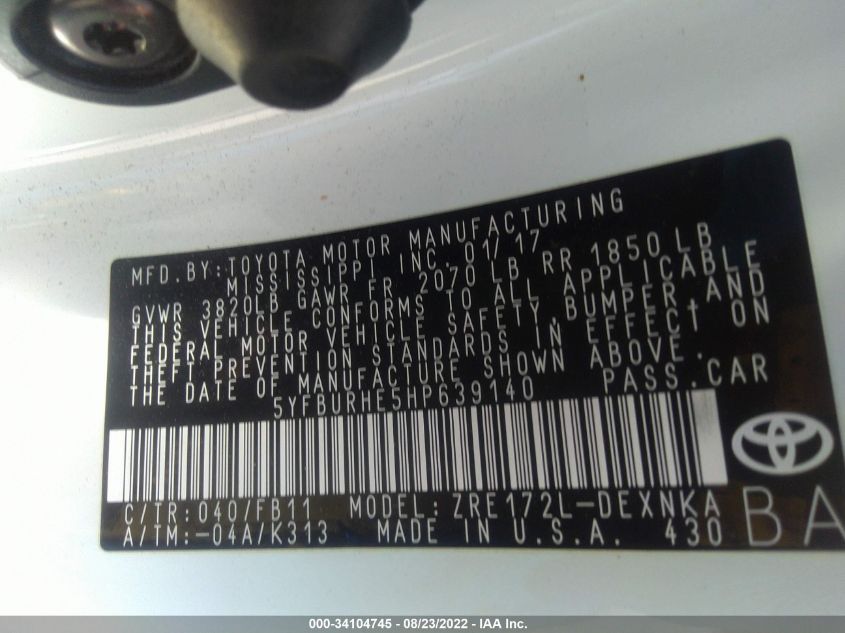 MFD.BY:TOYOTA MOTOR MANUFACTURING
MISSISSIPPI INC. 01/17
GVWR 3820LB GAWR FR 2070 LB RR 1850 LB
THIS VEHICLE CONFORMS TO ALL APPLICABLE
FEDERAL MOTOR VEHICLE SAFETY,BUMPER,AND
THEFT PREVENTION STANDARDS IN EFFECT ON
THE DATE OF MANUFACTURE SHOWN ABOVE.
5YFBURHE5HP639140 PASS.CAR
C/TR:040/FB11 MODEL:ZRE172L-DEXNKA
A/TM:-04A/K313 MADE IN U.S.A. 430
BA
000-34104745 - 08/23/2022 - IAA Inc.